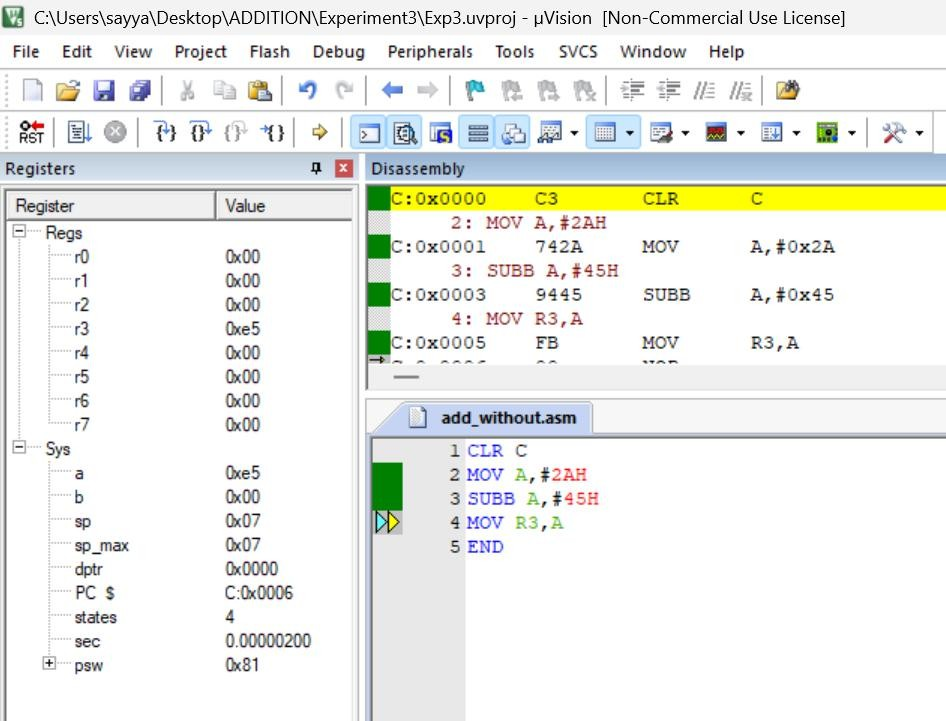 C:\Users\sayya\Desktop\ADDITION\Experiment3\Exp3.uvproj - µVision [Non-Commercial Use License]
File Edit View Project Flash Debug Peripherals Tools SVCS Window Help
RST
Registers
Register Value
Regs
r0 0x00
r1 0x00
r2 0x00
r3 0xe5
r4 0x00
r5 0x00
r6 0x00
r7 0x00
Sys
a 0xe5
b 0x00
sp 0x07
sp_max 0x07
dptr 0x0000
PC $ C:0x0006
states 4
sec 0.00000200
psw 0x81
Disassembly
C:0x0000 C3 CLR C
2: MOV A,#2AH
C:0x0001 742A MOV A,#0x2A
3: SUBB A,#45H
C:0x0003 9445 SUBB A,#0x45
4: MOV R3,A
C:0x0005 FB MOV R3,A
add_without.asm
1 CLR C
2 MOV A,#2AH
3 SUBB A,#45H
4 MOV R3,A
5 END